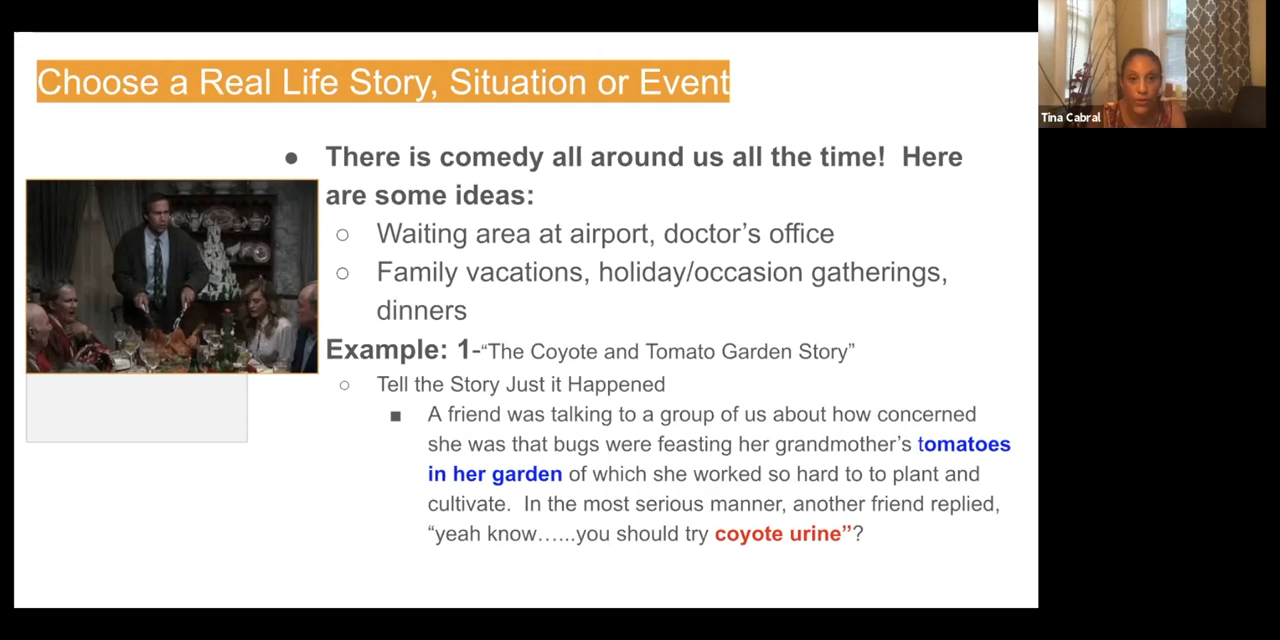 Choose a Real Life Story, Situation or Event
Tina Cabral
● There is comedy all around us all the time!  Here
are some ideas:
○ Waiting area at airport, doctor’s office
○ Family vacations, holiday/occasion gatherings,
dinners
Example: 1-“The Coyote and Tomato Garden Story”
○ Tell the Story Just it Happened
■ A friend was talking to a group of us about how concerned
she was that bugs were feasting her grandmother’s tomatoes
in her garden of which she worked so hard to to plant and
cultivate.  In the most serious manner, another friend replied,
“yeah know…...you should try coyote urine”?